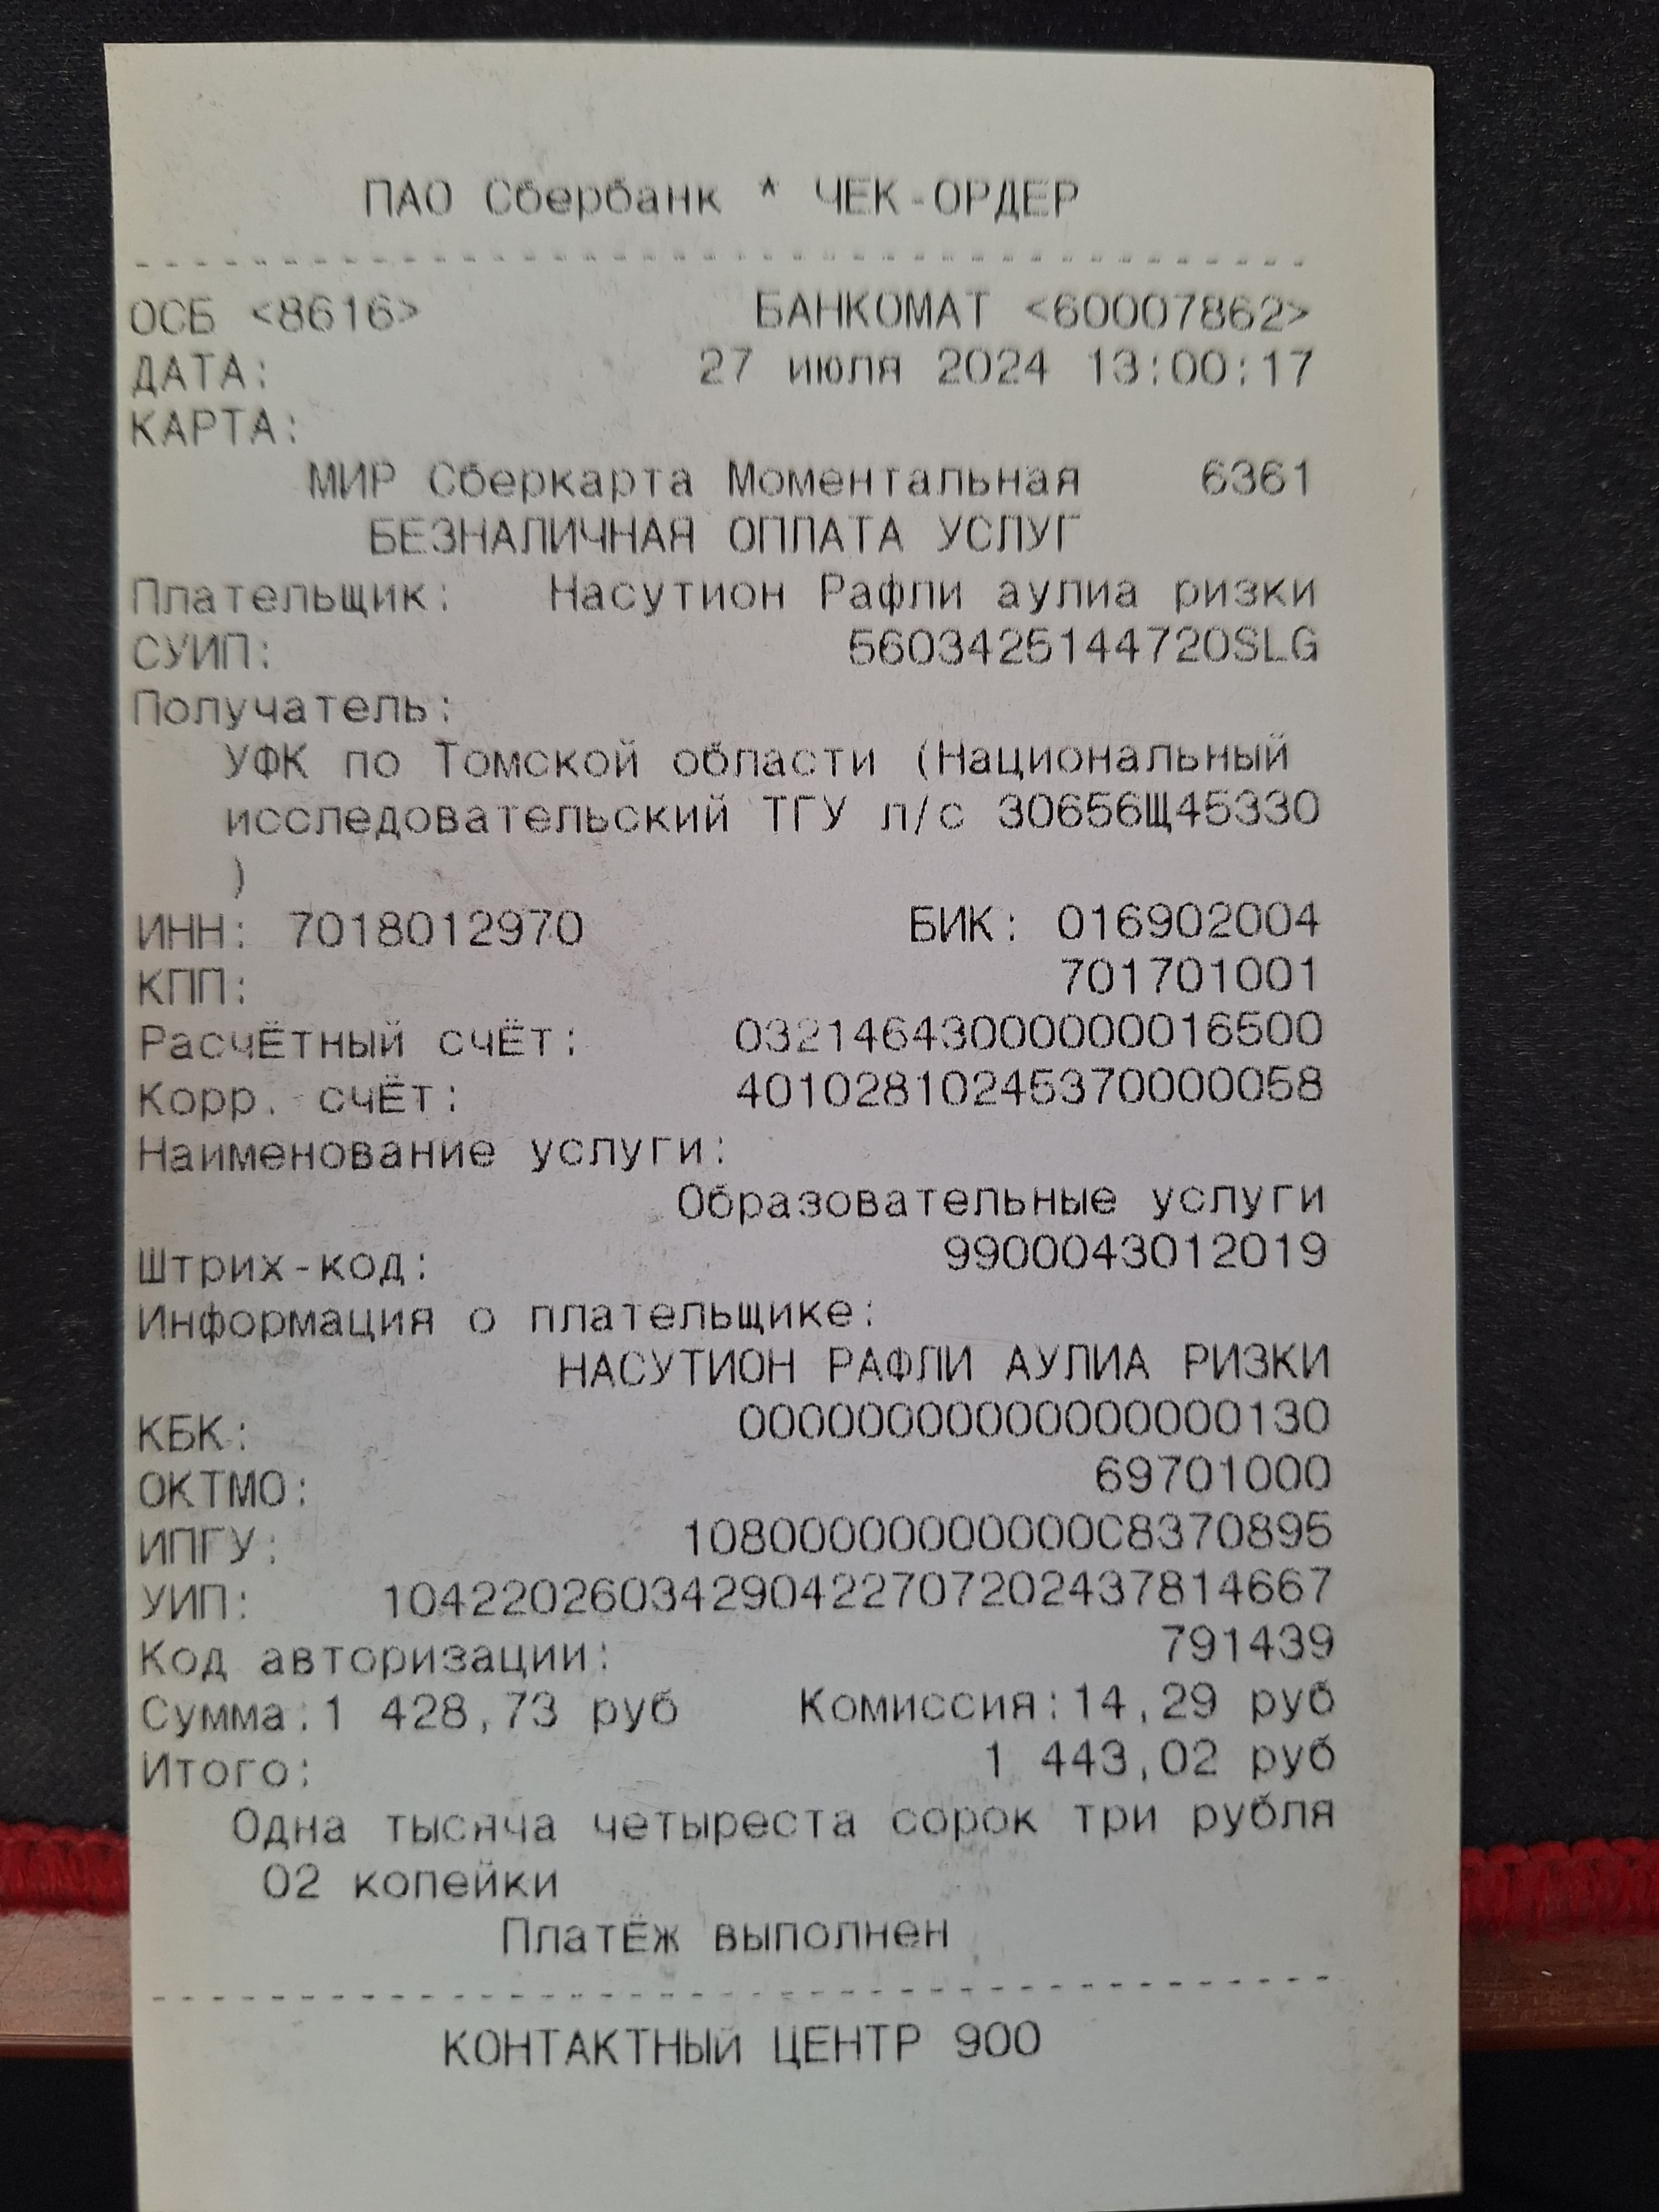 ПАО Сбербанк * ЧЕК-ОРДЕР
----------------------------------------
ОСБ <8616> БАНКОМАТ <60007862>
ДАТА: 27 июля 2024 13:00:17
КАРТА:
МИР Сберкарта Моментальная 6361
БЕЗНАЛИЧНАЯ ОПЛАТА УСЛУГ
Плательщик: Насутион Рафли аулиа ризки
СУИП: 560342514472OSLG
Получатель:
УФК по Томской области (Национальный
исследовательский ТГУ л/с 30656Щ45330
)
ИНН: 7018012970 БИК: 016902004
КПП: 701701001
РасчЁтный счЁт: 03214643000000016500
Корр. счЁт: 40102810245370000058
Наименование услуги:
Образовательные услуги
Штрих-код: 9900043012019
Информация о плательщике:
НАСУТИОН РАФЛИ АУЛИА РИЗКИ
КБК: 00000000000000000130
ОКТМО: 69701000
ИПГУ: 10800000000000C8370895
УИП: 10422026034290422707202437814667
Код авторизации: 791439
Сумма:1 428,73 руб Комиссия:14,29 руб
Итого: 1 443,02 руб
Одна тысяча четыреста сорок три рубля
02 копейки
ПлатЁж выполнен
----------------------------------------
КОНТАКТНЫЙ ЦЕНТР 900